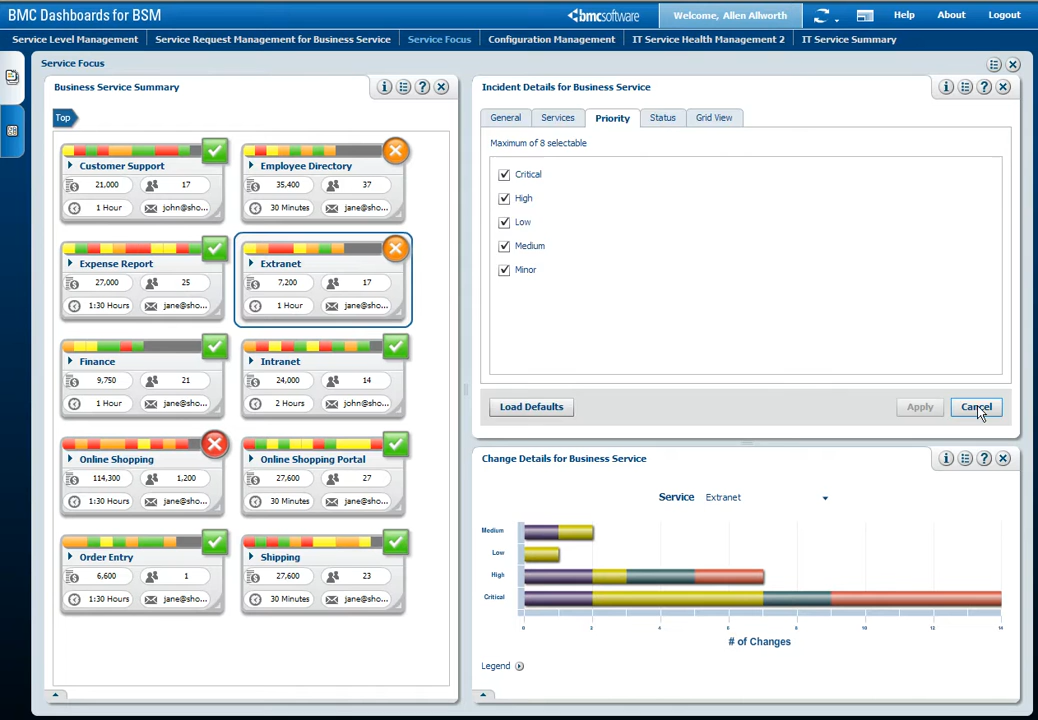 BMC Dashboards for BSM
bmcsoftware
Welcome, Allen Allworth
Help
About
Logout
Service Level Management
Service Request Management for Business Service
Service Focus
Configuration Management
IT Service Health Management 2
IT Service Summary
Service Focus
Business Service Summary
Top
Customer Support
21,000
17
1 Hour
john@sho...
Employee Directory
35,400
37
30 Minutes
jane@sho...
Expense Report
27,000
25
1:30 Hours
jane@sho...
Extranet
7,200
17
1 Hour
jane@sho...
Finance
9,750
21
1 Hour
jane@sho...
Intranet
24,000
14
2 Hours
john@sho...
Online Shopping
114,300
1,200
1:30 Hours
jane@sho...
Online Shopping Portal
27,600
27
30 Minutes
jane@sho...
Order Entry
6,600
1
1:30 Hours
jane@sho...
Shipping
27,600
23
30 Minutes
jane@sho...
Incident Details for Business Service
General
Services
Priority
Status
Grid View
Maximum of 8 selectable
Critical
High
Low
Medium
Minor
Load Defaults
Apply
Cancel
Change Details for Business Service
Service Extranet
Medium
Low
High
Critical
0 2 4 6 8 10 12 14
# of Changes
Legend